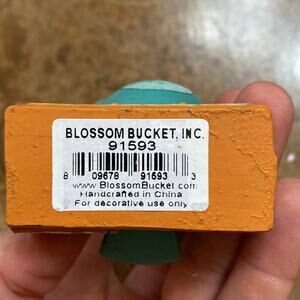 BLOSSOM BUCKET, INC.
91593
8 09678 91593 3
www.BlossomBucket.com
Handcrafted in China
For decorative use only